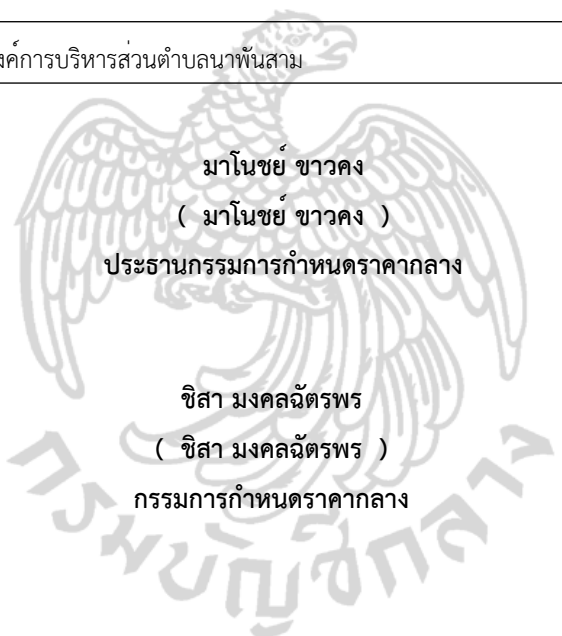 งค์การบริหารส่วนตำบลนาพันสาม
มาโนชย์ ขาวคง
( มาโนชย์ ขาวคง )
ประธานกรรมการกำหนดราคากลาง
ชิสา มงคลฉัตรพร
( ชิสา มงคลฉัตรพร )
กรรมการกำหนดราคากลาง
กรมบัญชีกลาง